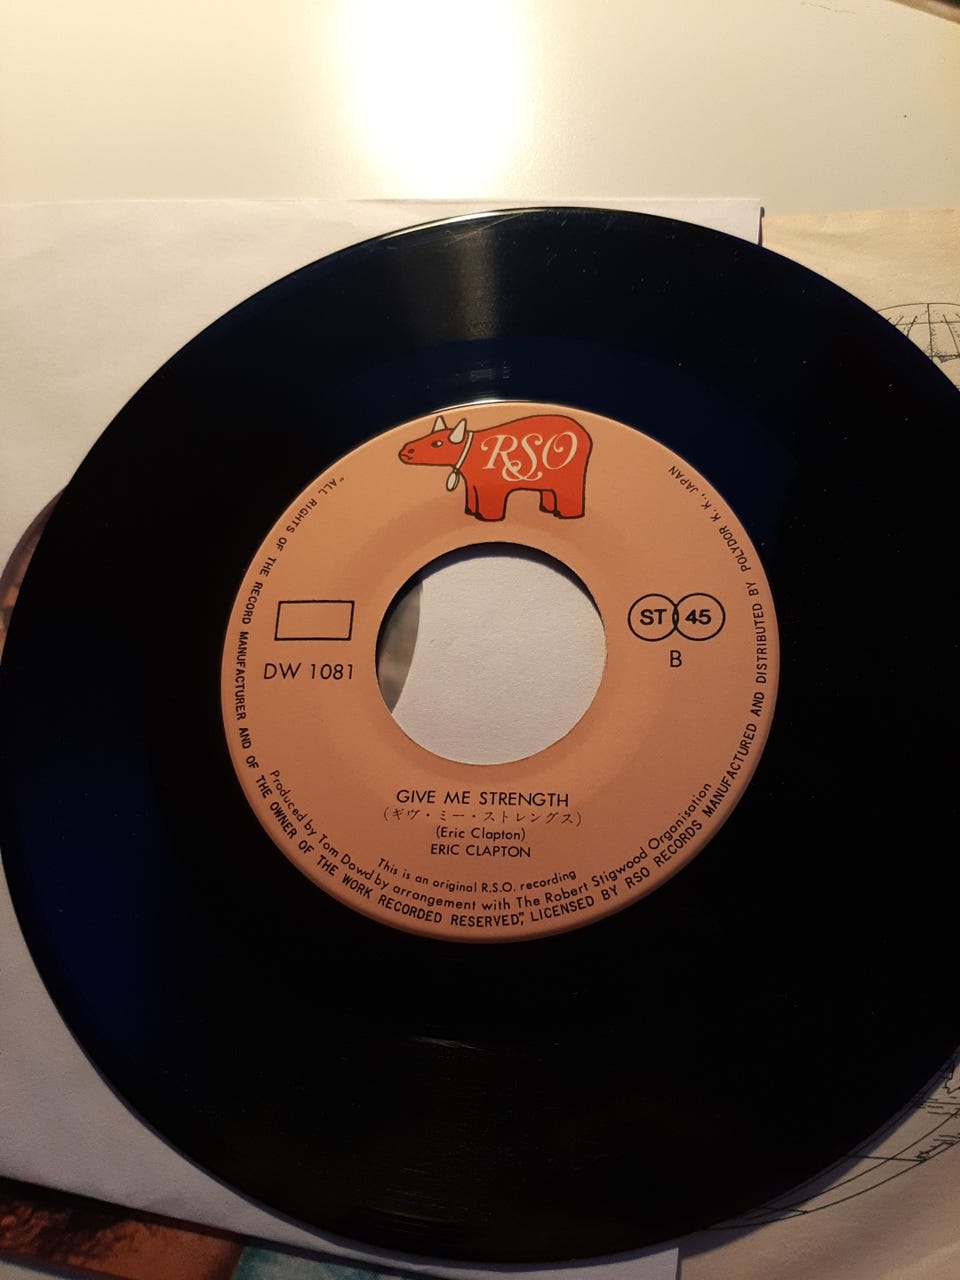 RSO
ST 45
B
DW 1081
GIVE ME STRENGTH
(ギヴ・ミー・ストレングス)
(Eric Clapton)
ERIC CLAPTON
This is an original R.S.O. recording
Produced by Tom Dowd by arrangement with The Robert Stigwood Organisation
"ALL RIGHTS OF THE RECORD MANUFACTURER AND OF THE OWNER OF THE WORK RECORDED RESERVED", LICENSED BY RSO RECORDS MANUFACTURED AND DISTRIBUTED BY POLYDOR K. K., JAPAN